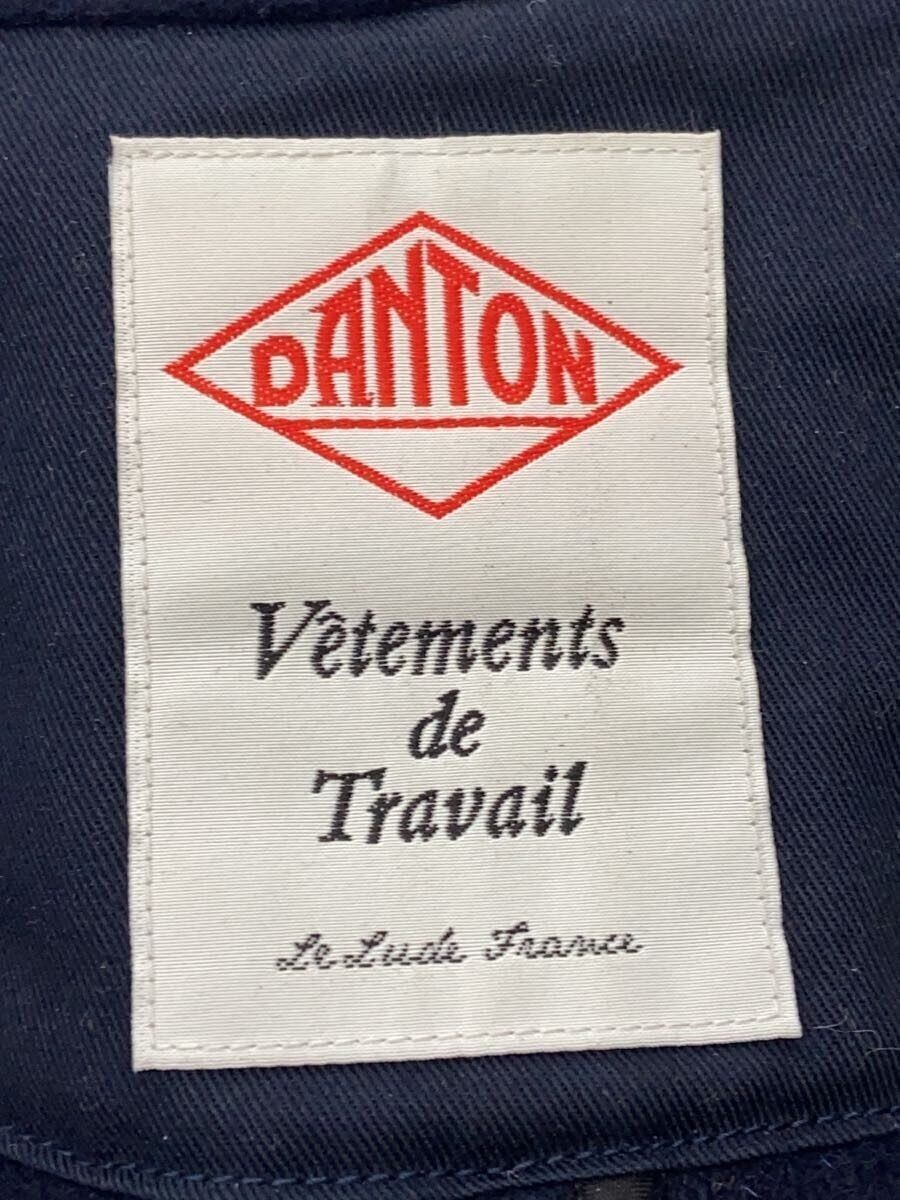 DANTON
Vêtements
de
Travail
Le Lude France